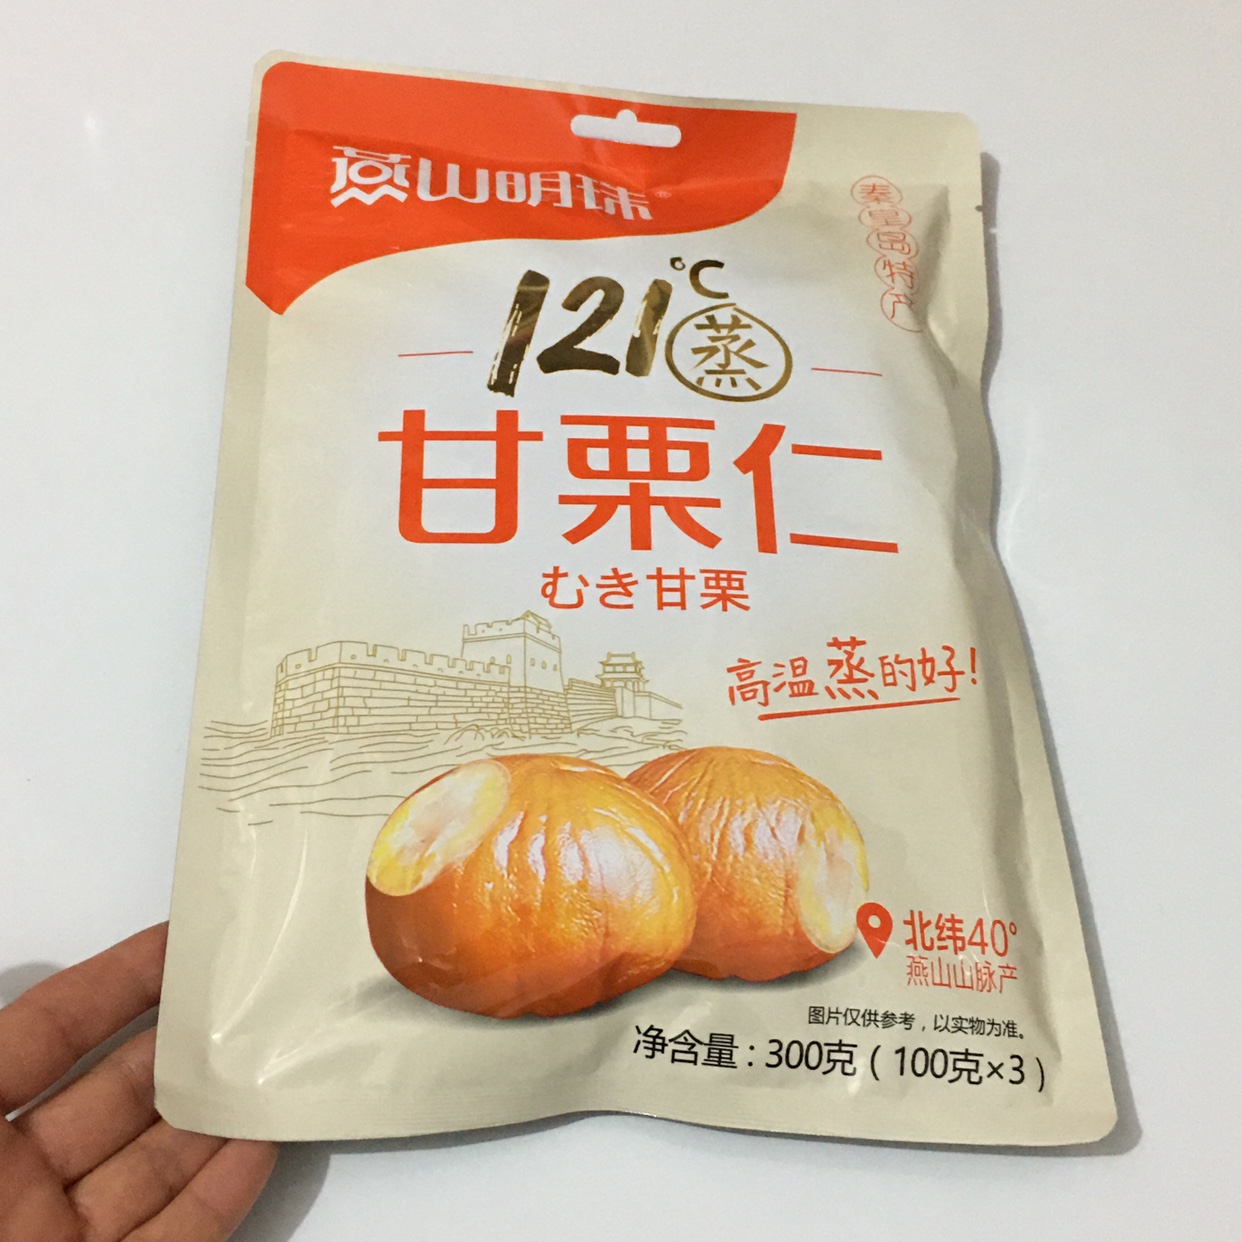 燕山明珠®
秦皇岛特产
121℃蒸
甘栗仁
むき甘栗
高温蒸的好!
北纬40°
燕山山脉产
图片仅供参考，以实物为准。
净含量：300克（100克×3）